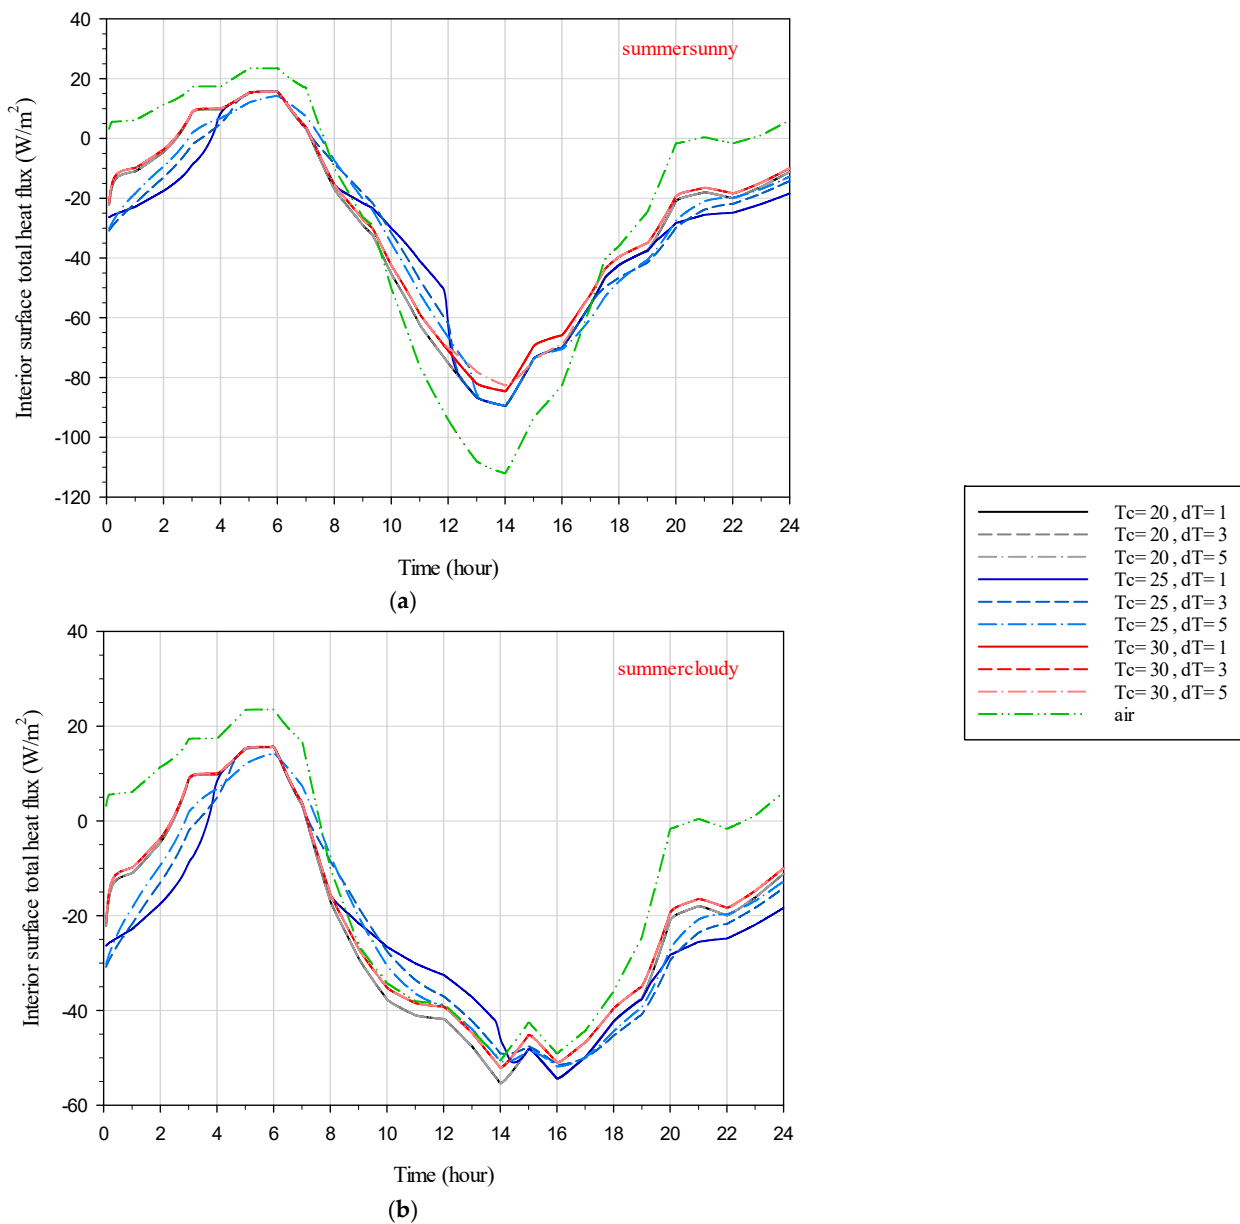 40
20
0
-20
-40
-60
-80
-100
-120
Interior surface total heat flux (W/m²)
summersunny
0 2 4 6 8 10 12 14 16 18 20 22 24
Time (hour)
(a)
40
20
0
-20
-40
-60
Interior surface total heat flux (W/m²)
summercloudy
0 2 4 6 8 10 12 14 16 18 20 22 24
Time (hour)
(b)
Tc= 20 , dT= 1
Tc= 20 , dT= 3
Tc= 20 , dT= 5
Tc= 25 , dT= 1
Tc= 25 , dT= 3
Tc= 25 , dT= 5
Tc= 30 , dT= 1
Tc= 30 , dT= 3
Tc= 30 , dT= 5
air